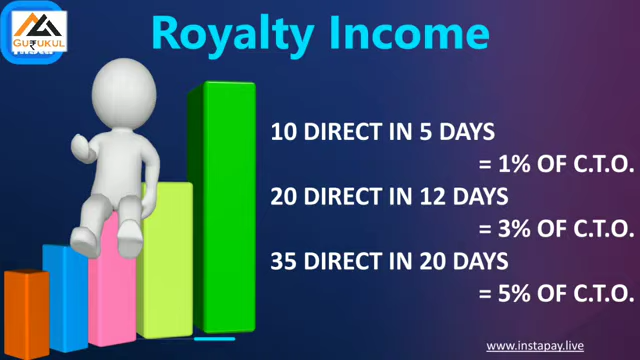 GURUKUL
Royalty Income
10 DIRECT IN 5 DAYS
= 1% OF C.T.O.
20 DIRECT IN 12 DAYS
= 3% OF C.T.O.
35 DIRECT IN 20 DAYS
= 5% OF C.T.O.
www.instapay.live